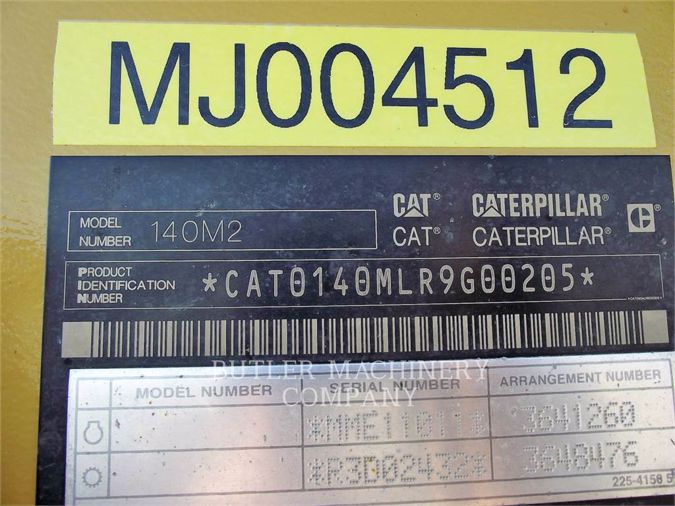 MJ004512
MODEL NUMBER 140M2
CAT® CATERPILLAR®
CAT® CATERPILLAR®
PRODUCT IDENTIFICATION NUMBER *CAT0140MLR9G00205*
BUTLER MACHINERY
COMPANY
MODEL NUMBER SERIAL NUMBER ARRANGEMENT NUMBER
*MME11011* 3641260
*R3D02432* 3648476
225-4158 5